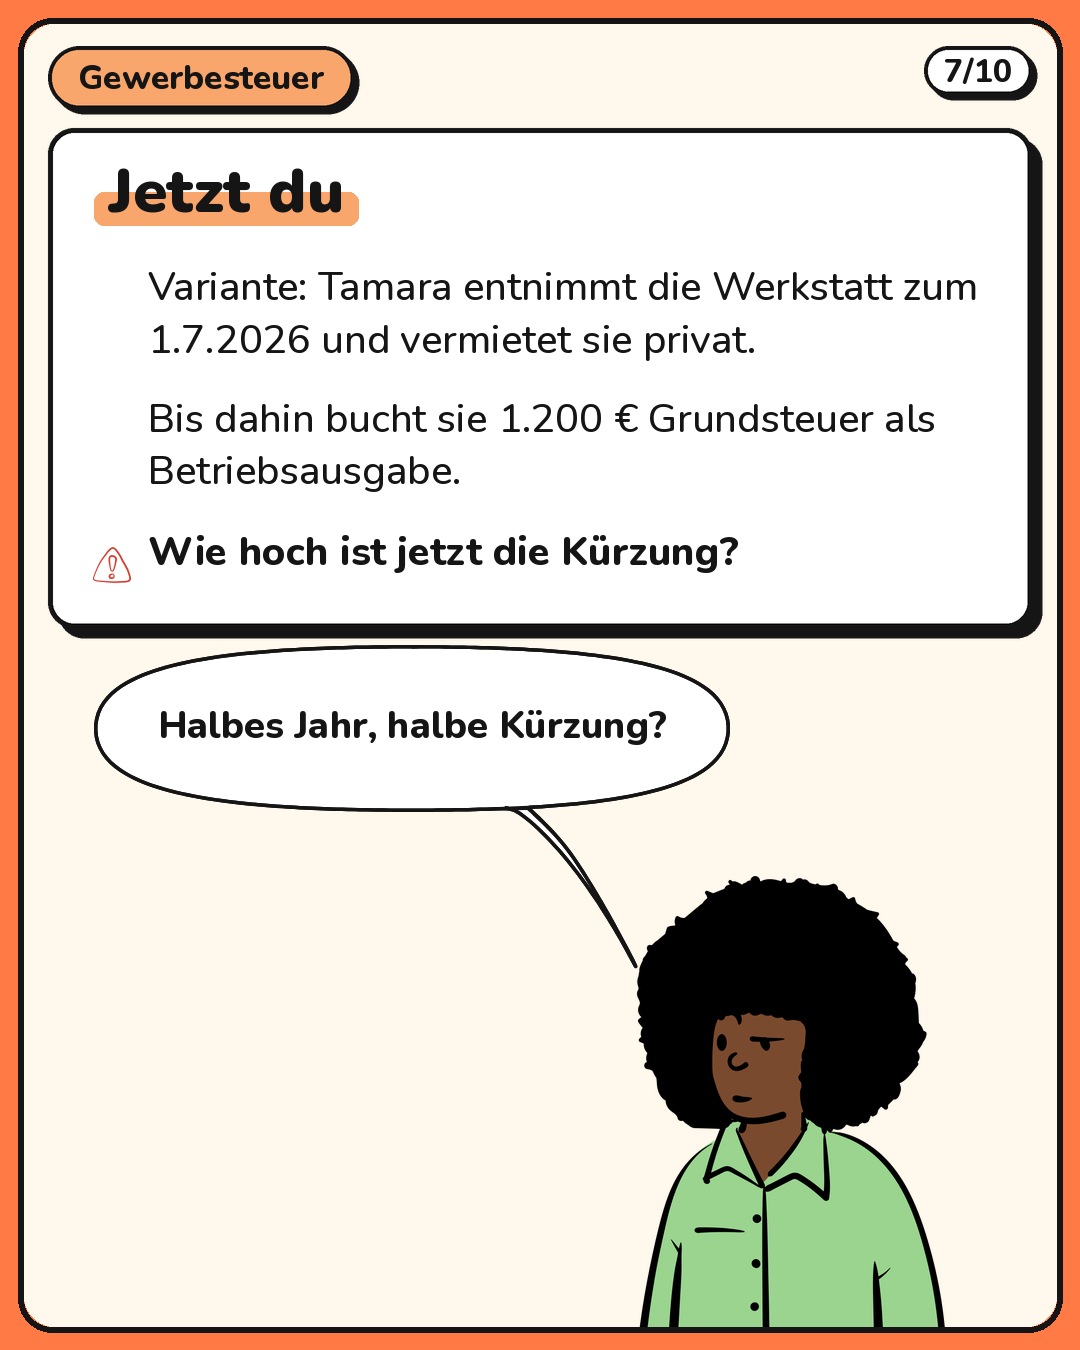 Gewerbesteuer
7/10
Jetzt du
Variante: Tamara entnimmt die Werkstatt zum
1.7.2026 und vermietet sie privat.
Bis dahin bucht sie 1.200 € Grundsteuer als
Betriebsausgabe.
Wie hoch ist jetzt die Kürzung?
Halbes Jahr, halbe Kürzung?